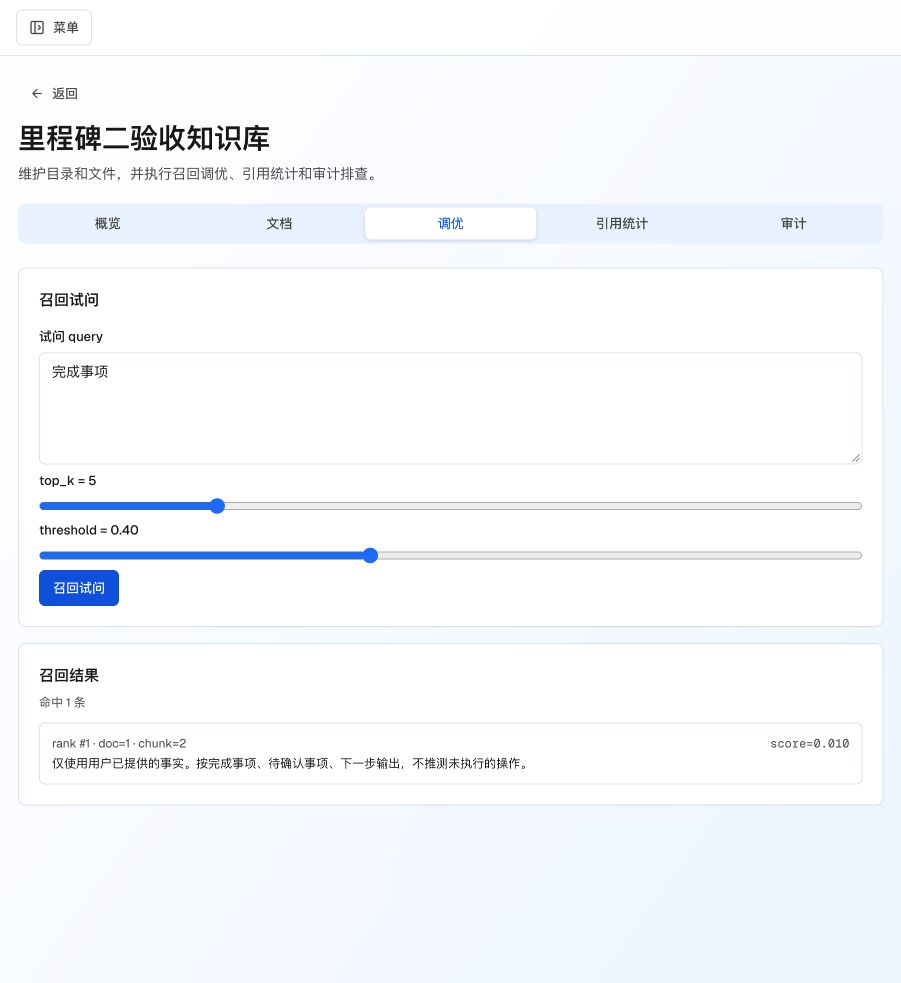 菜单
返回
里程碑二验收知识库
维护目录和文件，并执行召回调优、引用统计和审计排查。
概览
文档
调优
引用统计
审计
召回试问
试问 query
完成事项
top_k = 5
threshold = 0.40
召回试问
召回结果
命中 1 条
rank #1 · doc=1 · chunk=2
score=0.010
仅使用用户已提供的事实。按完成事项、待确认事项、下一步输出，不推测未执行的操作。